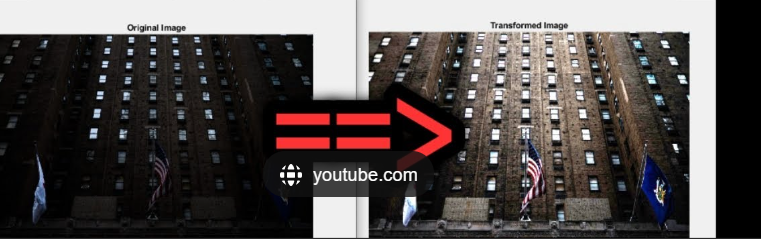 Original Image
Transformed Image
==>
youtube.com